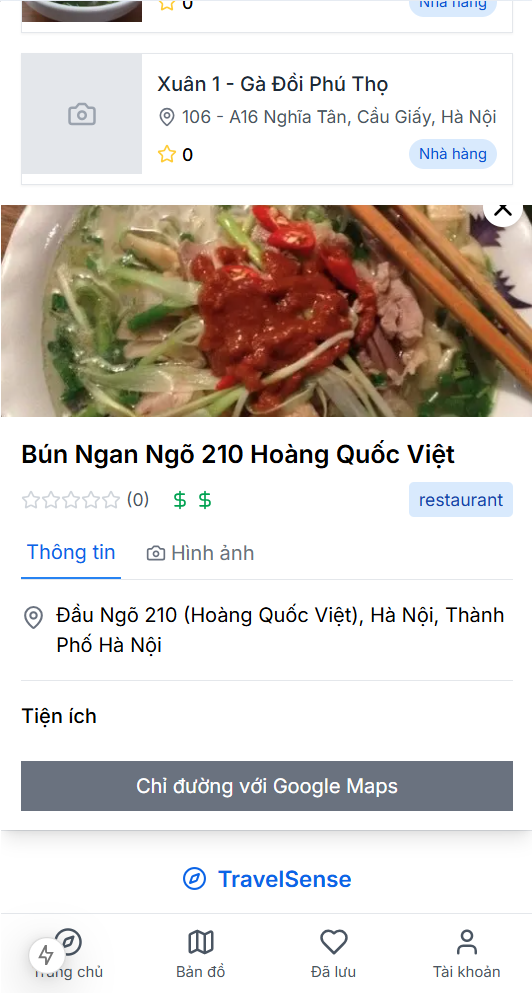 0
Nhà hàng
Xuân 1 - Gà Đồi Phú Thọ
106 - A16 Nghĩa Tân, Cầu Giấy, Hà Nội
0
Nhà hàng
Bún Ngan Ngõ 210 Hoàng Quốc Việt
(0) $ $
restaurant
Thông tin
Hình ảnh
Đầu Ngõ 210 (Hoàng Quốc Việt), Hà Nội, Thành
Phố Hà Nội
Tiện ích
Chỉ đường với Google Maps
TravelSense
Trang chủ
Bản đồ
Đã lưu
Tài khoản